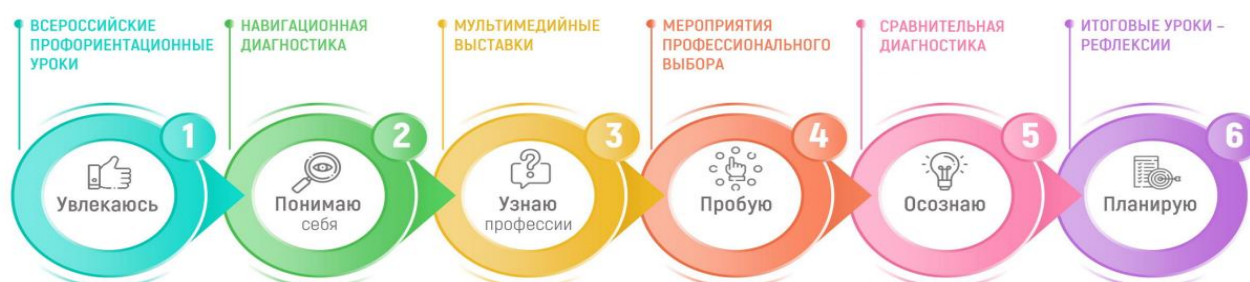 ВСЕРОССИЙСКИЕ
ПРОФОРИЕНТАЦИОННЫЕ
УРОКИ
1
Увлекаюсь
НАВИГАЦИОННАЯ
ДИАГНОСТИКА
2
Понимаю
себя
МУЛЬТИМЕДИЙНЫЕ
ВЫСТАВКИ
3
Узнаю
профессии
МЕРОПРИЯТИЯ
ПРОФЕССИОНАЛЬНОГО
ВЫБОРА
4
Пробую
СРАВНИТЕЛЬНАЯ
ДИАГНОСТИКА
5
Осознаю
ИТОГОВЫЕ УРОКИ –
РЕФЛЕКСИИ
6
Планирую